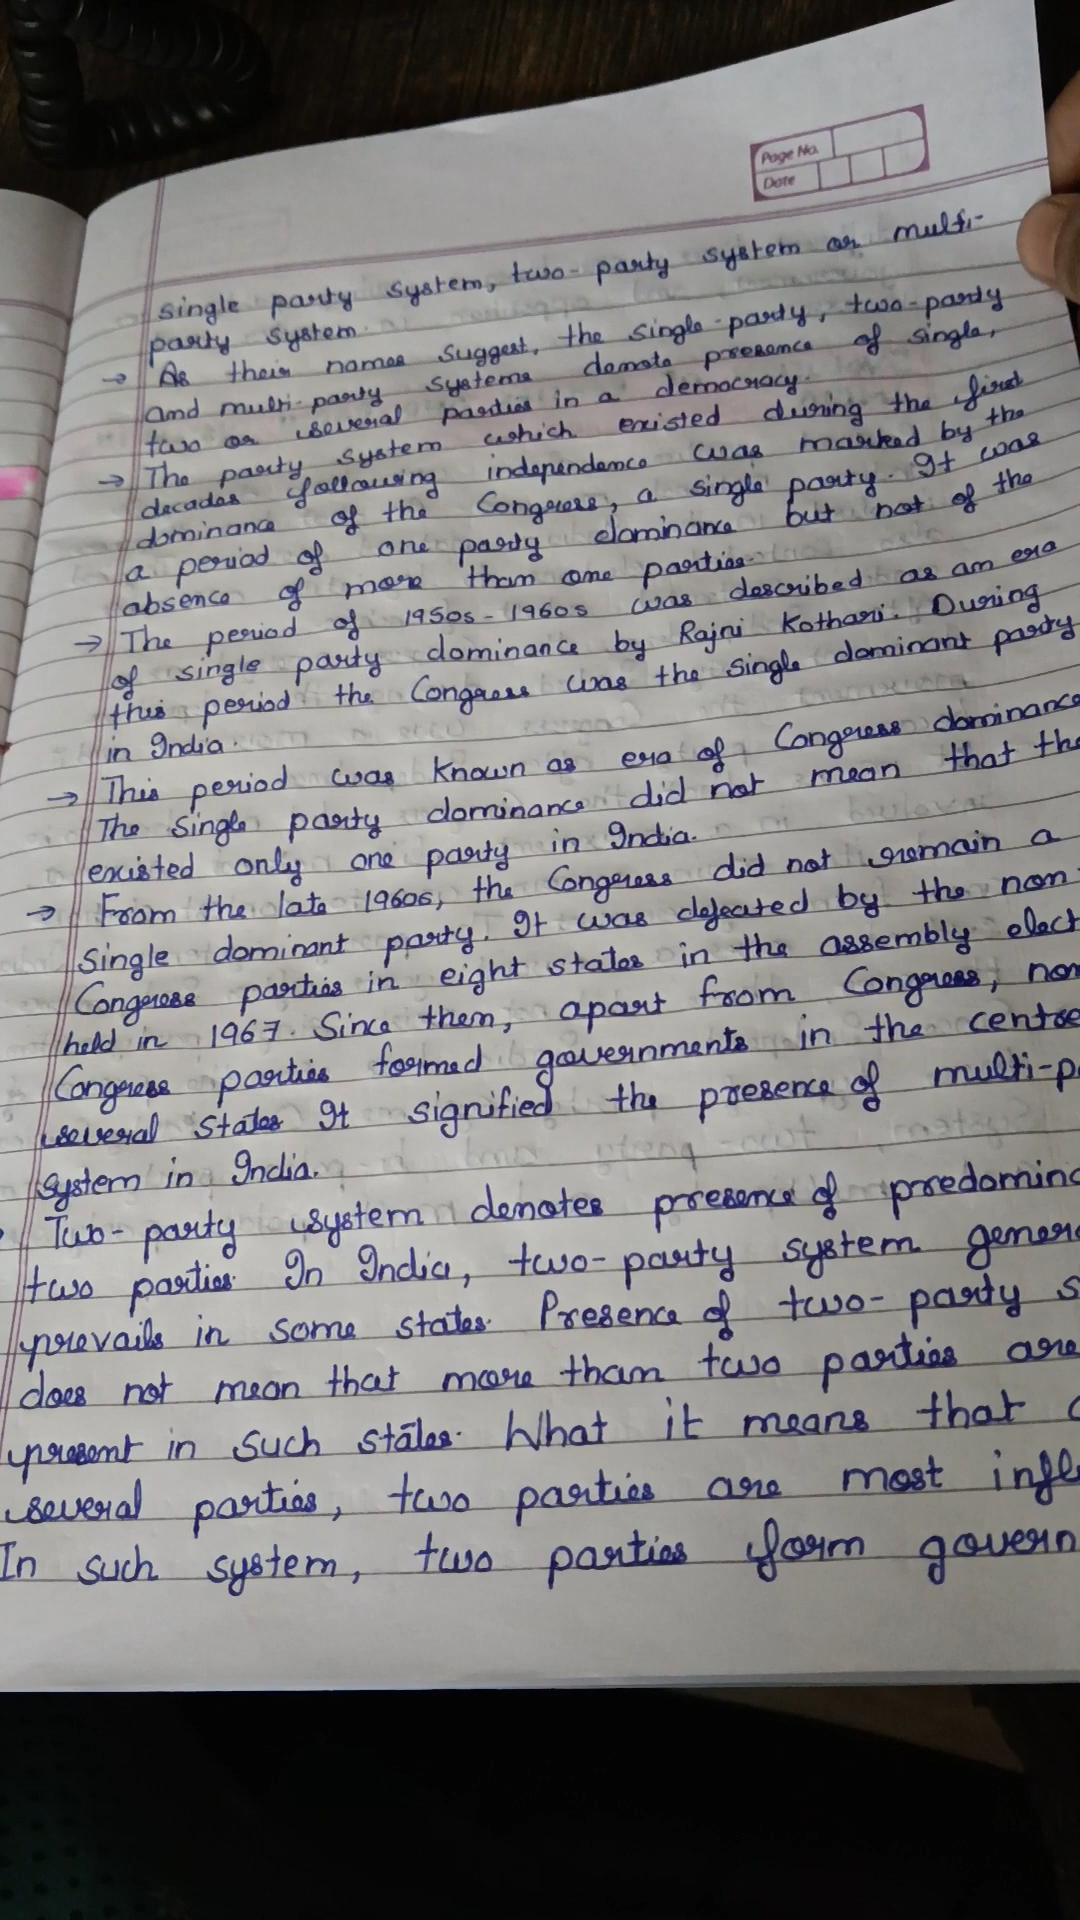 Page No.
Date
single party system, two-party system or multi-
party system.
→ As their names suggest, the single-party, two-party
and multi-party systems denote presence of single,
two or several parties in a democracy.
→ The party system which existed during the first
decades following independence was marked by the
dominance of the Congress, a single party. It was
a period of one party dominance but not of the
absence of more than one parties.
→ The period of 1950s-1960s was described as an era
of single party dominance by Rajni Kothari. During
this period the Congress was the single dominant party
in India.
→ This period was known as era of Congress dominance
The single party dominance did not mean that the
existed only one party in India.
→ From the late 1960s, the Congress did not remain a
single dominant party. It was defeated by the non-
Congress parties in eight states in the assembly elect
held in 1967. Since them, apart from Congress, non
Congress parties formed governments in the centre
several states It signified the presence of multi-p
system in India.
Two-party system denotes presence of predomina
two parties. In India, two-party system genera
prevails in some states. Presence of two-party s
does not mean that more than two parties are
present in such states. What it means that
several parties, two parties are most infl
In such system, two parties form govern